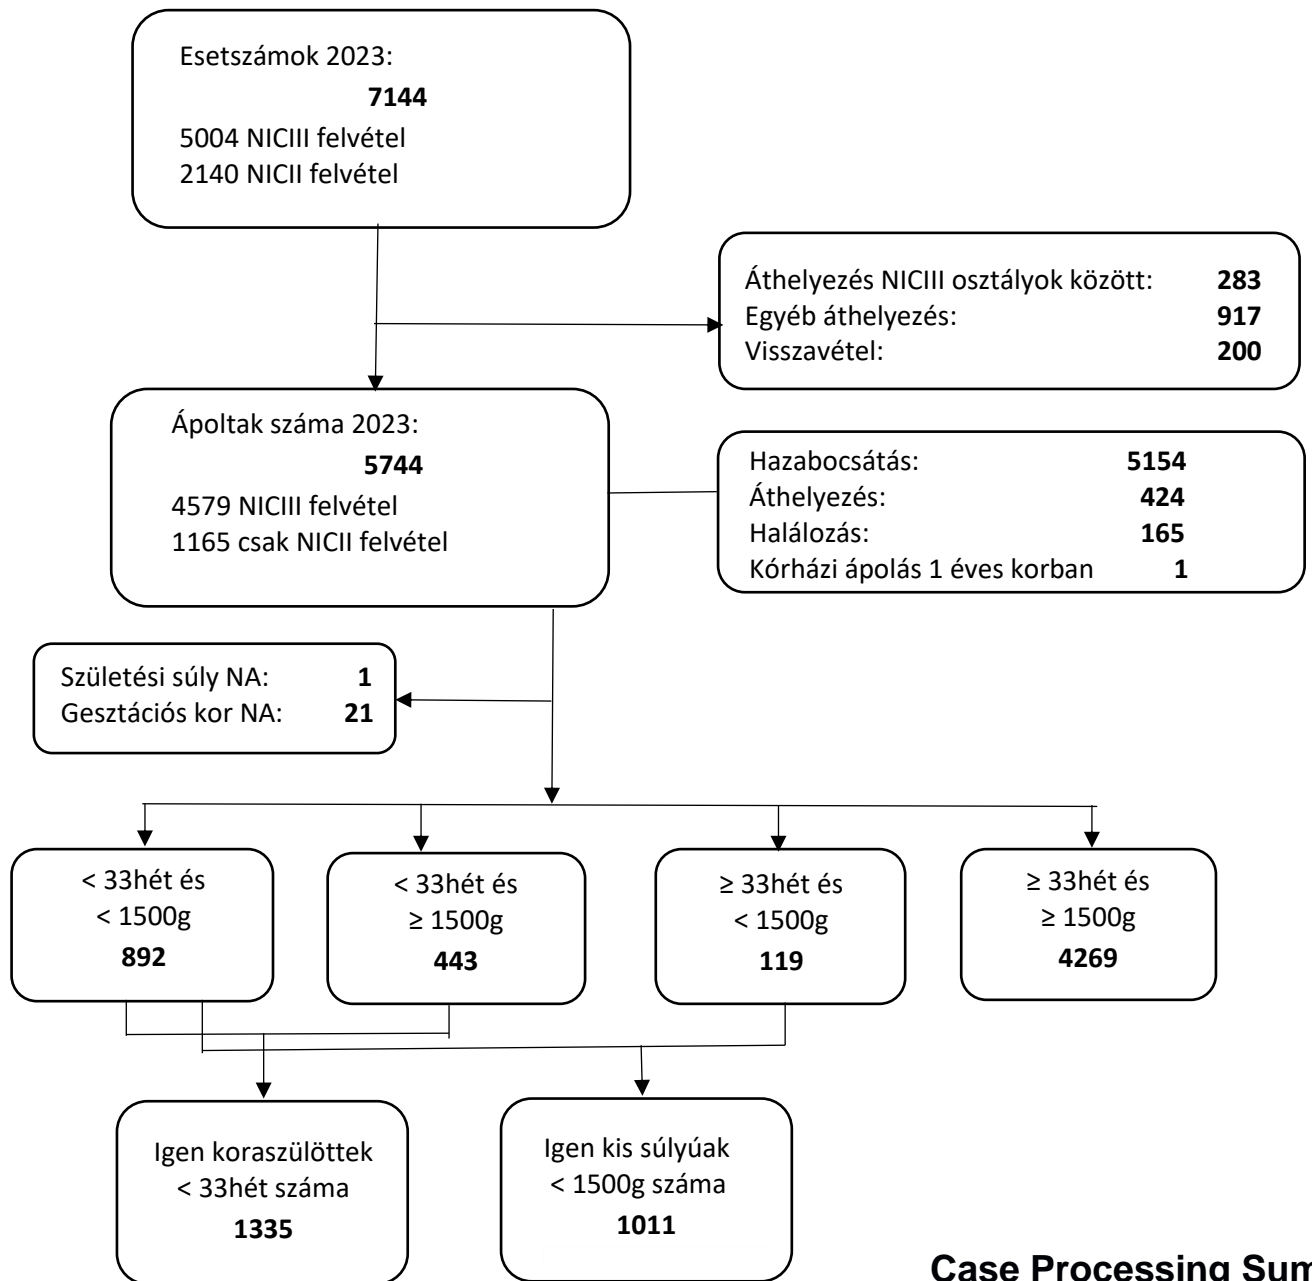 Esetszámok 2023:
7144
5004 NICIII felvétel
2140 NICII felvétel
Áthelyezés NICIII osztályok között: 283
Egyéb áthelyezés: 917
Visszavétel: 200
Ápoltak száma 2023:
5744
4579 NICIII felvétel
1165 csak NICII felvétel
Hazabocsátás: 5154
Áthelyezés: 424
Halálozás: 165
Kórházi ápolás 1 éves korban 1
Születési súly NA: 1
Gesztációs kor NA: 21
< 33hét és
< 1500g
892
< 33hét és
≥ 1500g
443
≥ 33hét és
< 1500g
119
≥ 33hét és
≥ 1500g
4269
Igen koraszülöttek
< 33hét száma
1335
Igen kis súlyúak
< 1500g száma
1011
Case Processing Sum